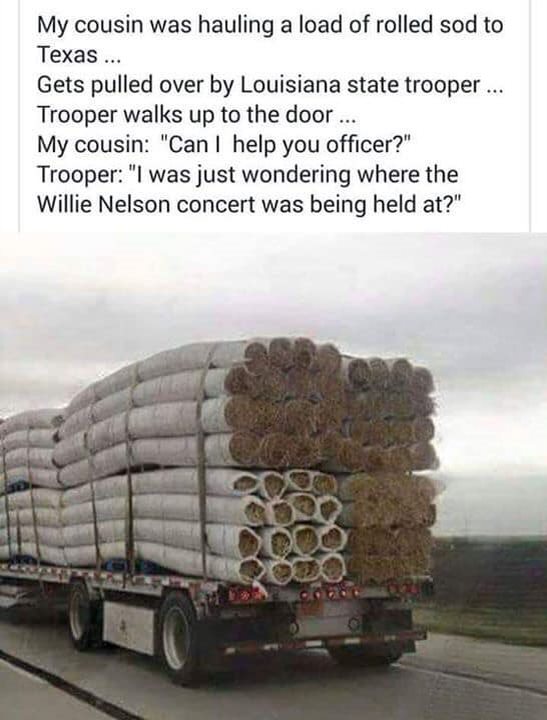 My cousin was hauling a load of rolled sod to
Texas ...
Gets pulled over by Louisiana state trooper ...
Trooper walks up to the door ...
My cousin: "Can I help you officer?"
Trooper: "I was just wondering where the
Willie Nelson concert was being held at?"